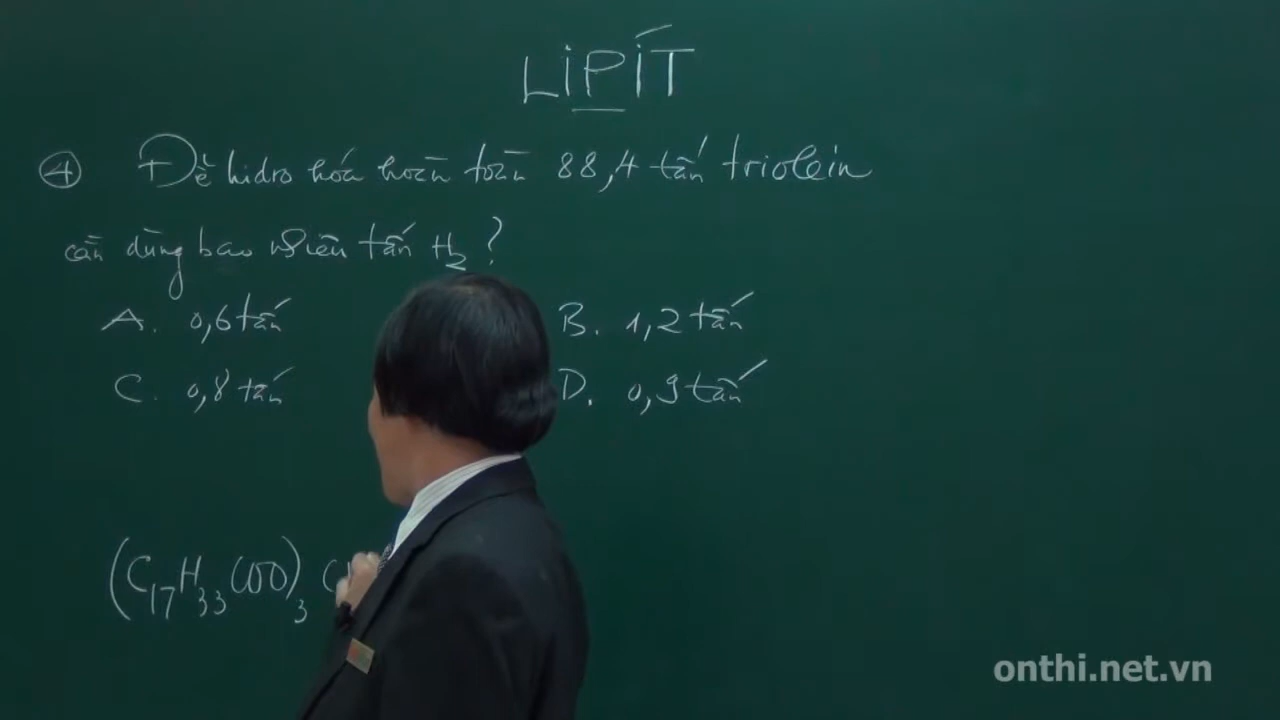 LIPÍT
④ Để hidro hóa hoàn toàn 88,4 tấn triolein
cần dùng bao nhiêu tấn H₂?
A. 0,6 tấn B. 1,2 tấn
C. 0,8 tấn D. 0,9 tấn
(C₁₇H₃₃COO)₃ C
onthi.net.vn